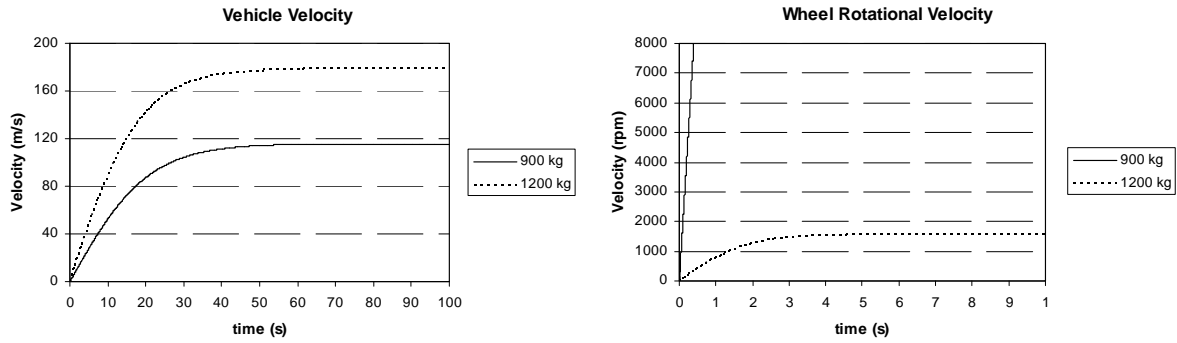 Vehicle Velocity
200
160
120
80
40
0
Velocity (m/s)
0 10 20 30 40 50 60 70 80 90 100
time (s)
900 kg
1200 kg
Wheel Rotational Velocity
8000
7000
6000
5000
4000
3000
2000
1000
0
Velocity (rpm)
0 1 2 3 4 5 6 7 8 9 1
time (s)
900 kg
1200 kg